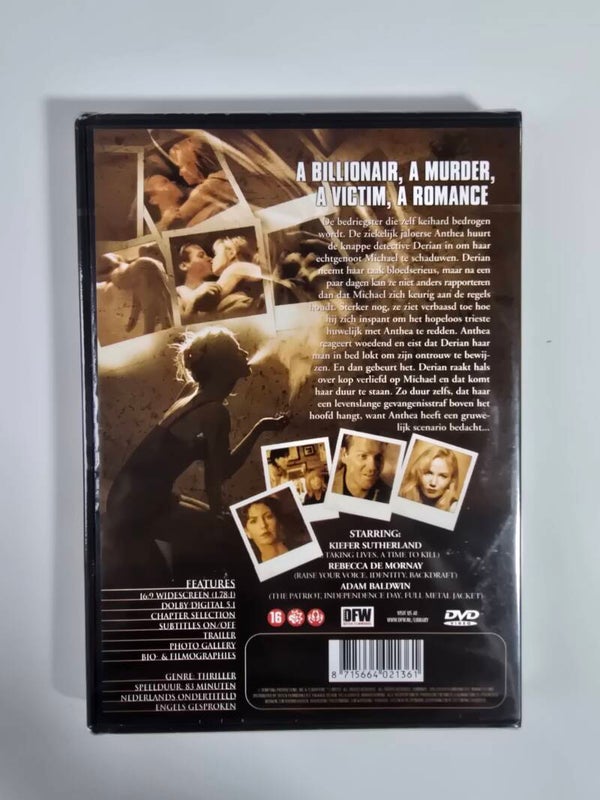 A BILLIONAIR, A MURDER,
A VICTIM, A ROMANCE
De bedriegster die zelf keihard bedrogen
wordt. De ziekelijk jaloerse Anthea huurt
de knappe detective Derian in om haar
echtgenoot Michael te schaduwen. Derian
neemt haar taak bloedserieus, maar na een
paar dagen kan ze niet anders rapporteren
dan dat Michael zich keurig aan de regels
houdt. Sterker nog, ze ziet verbaasd toe hoe
hij zich inspant om het hopeloos trieste
huwelijk met Anthea te redden. Anthea
reageert woedend en eist dat Derian haar
man in bed lokt om zijn ontrouw te bewij-
zen. En dan gebeurt het. Derian raakt hals
over kop verliefd op Michael en dat komt
haar duur te staan. Zo duur zelfs, dat haar
een levenslange gevangenisstraf boven het
hoofd hangt, want Anthea heeft een gruwe-
lijk scenario bedacht...
STARRING:
KIEFER SUTHERLAND
(TAKING LIVES, A TIME TO KILL)
REBECCA DE MORNAY
(RAISE YOUR VOICE, IDENTITY, BACKDRAFT)
ADAM BALDWIN
(THE PATRIOT, INDEPENDENCE DAY, FULL METAL JACKET)
FEATURES
16:9 WIDESCREEN (1.78:1)
DOLBY DIGITAL 5.1
CHAPTER SELECTION
SUBTITLES ON/OFF
TRAILER
PHOTO GALLERY
BIO- & FILMOGRAPHIES
GENRE: THRILLER
SPEELDUUR: 83 MINUTEN
NEDERLANDS ONDERTITELD
ENGELS GESPROKEN
16
DFW
VISIT US AT:
WWW.DFW.NL/LIBRARY
DVD
VIDEO
8 715664 021361